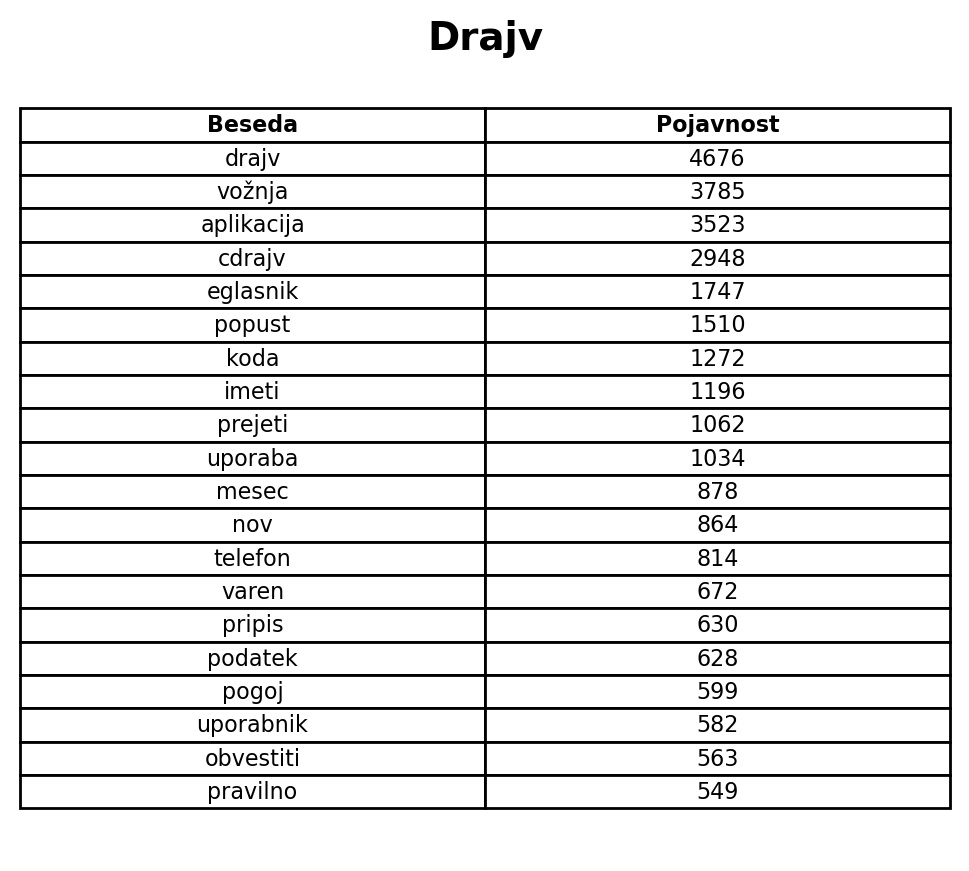 Drajv
Beseda Pojavnost
drajv 4676
vožnja 3785
aplikacija 3523
cdrajv 2948
eglasnik 1747
popust 1510
koda 1272
imeti 1196
prejeti 1062
uporaba 1034
mesec 878
nov 864
telefon 814
varen 672
pripis 630
podatek 628
pogoj 599
uporabnik 582
obvestiti 563
pravilno 549